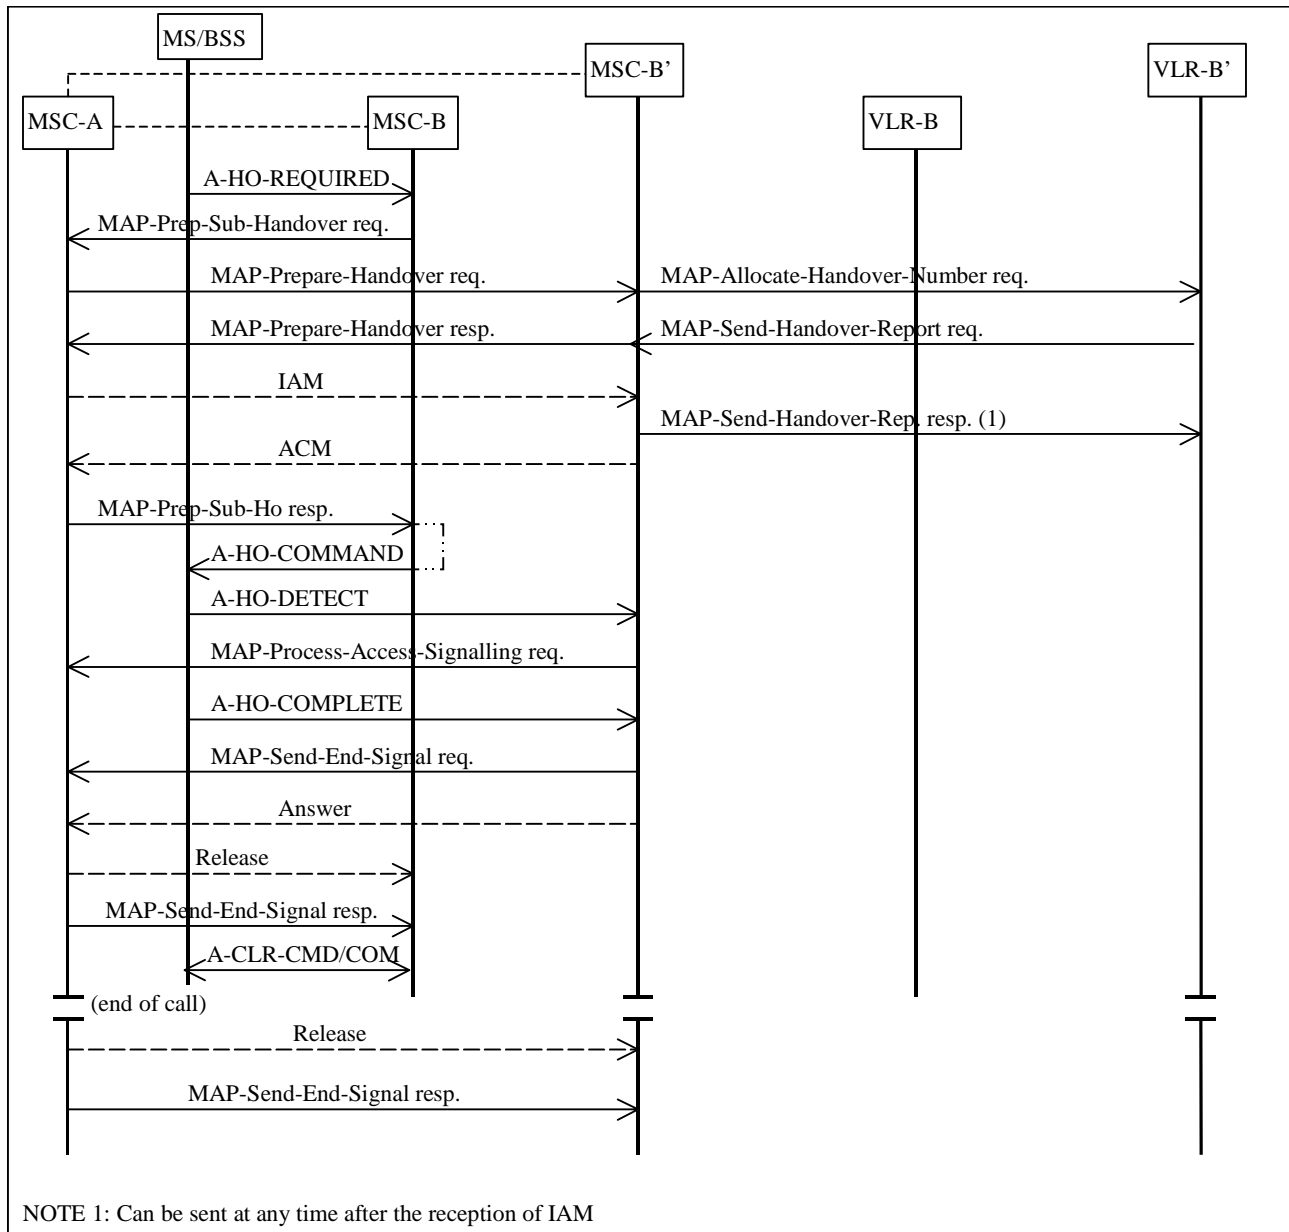 MS/BSS
MSC-B’
VLR-B’
MSC-A
MSC-B
VLR-B
A-HO-REQUIRED
MAP-Prep-Sub-Handover req.
MAP-Prepare-Handover req.
MAP-Allocate-Handover-Number req.
MAP-Prepare-Handover resp.
MAP-Send-Handover-Report req.
IAM
MAP-Send-Handover-Rep. resp. (1)
ACM
MAP-Prep-Sub-Ho resp.
A-HO-COMMAND
A-HO-DETECT
MAP-Process-Access-Signalling req.
A-HO-COMPLETE
MAP-Send-End-Signal req.
Answer
Release
MAP-Send-End-Signal resp.
A-CLR-CMD/COM
(end of call)
Release
MAP-Send-End-Signal resp.
NOTE 1: Can be sent at any time after the reception of IAM